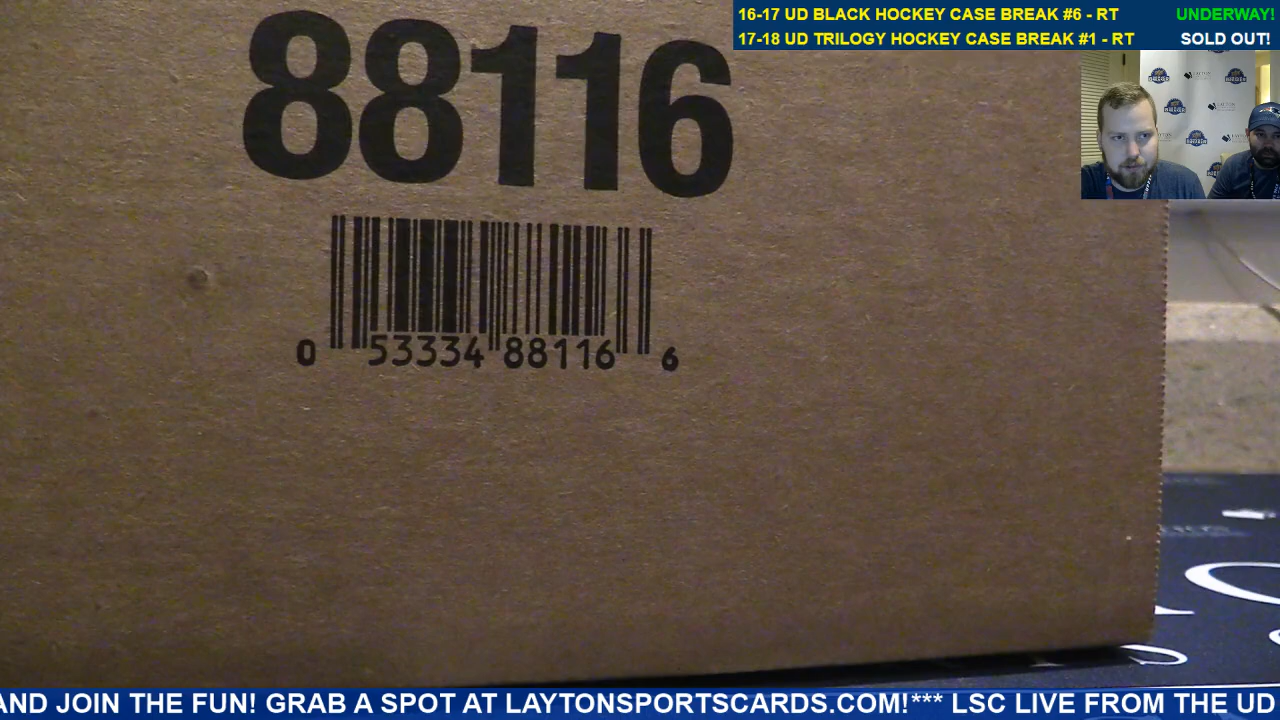 16-17 UD BLACK HOCKEY CASE BREAK #6 - RT UNDERWAY!
17-18 UD TRILOGY HOCKEY CASE BREAK #1 - RT SOLD OUT!
88116
0 53334 88116 6
AND JOIN THE FUN! GRAB A SPOT AT LAYTONSPORTSCARDS.COM!*** LSC LIVE FROM THE UD